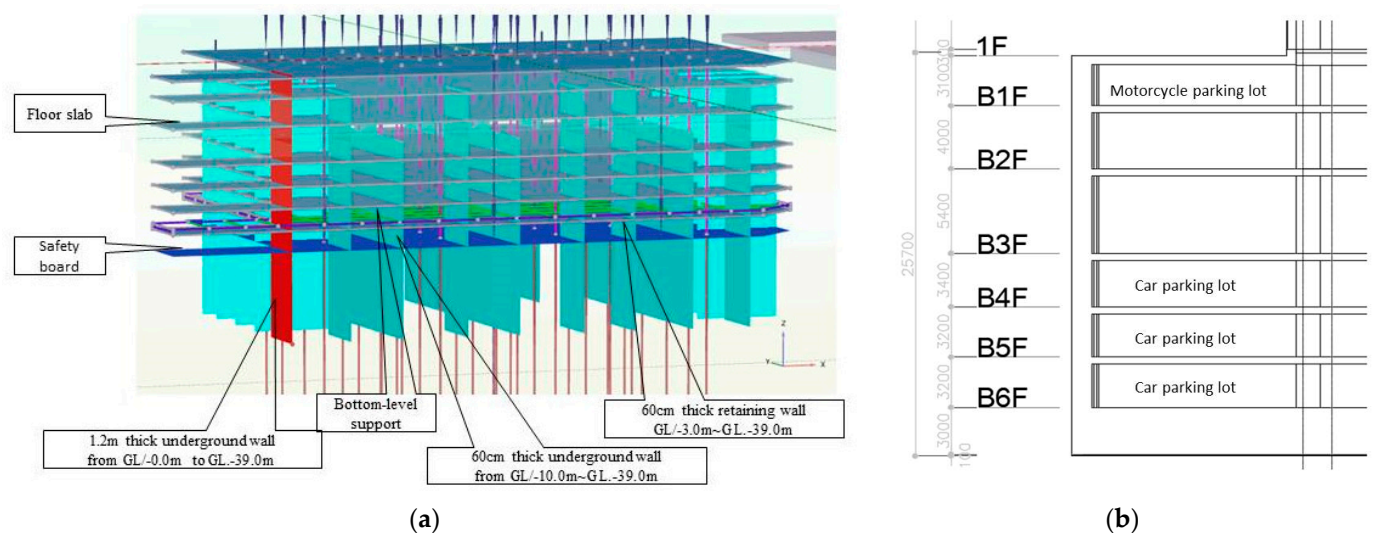 Floor slab
Safety
board
Bottom-level
support
1.2m thick underground wall
from GL/-0.0m to GL.-39.0m
60cm thick underground wall
from GL/-10.0m~GL.-39.0m
60cm thick retaining wall
GL/-3.0m~GL.-39.0m
z
Y
x
(a)
1F
B1F
B2F
B3F
B4F
B5F
B6F
300
3100
4000
5400
3400
3200
3200
3000
100
25700
Motorcycle parking lot
Car parking lot
Car parking lot
Car parking lot
(b)